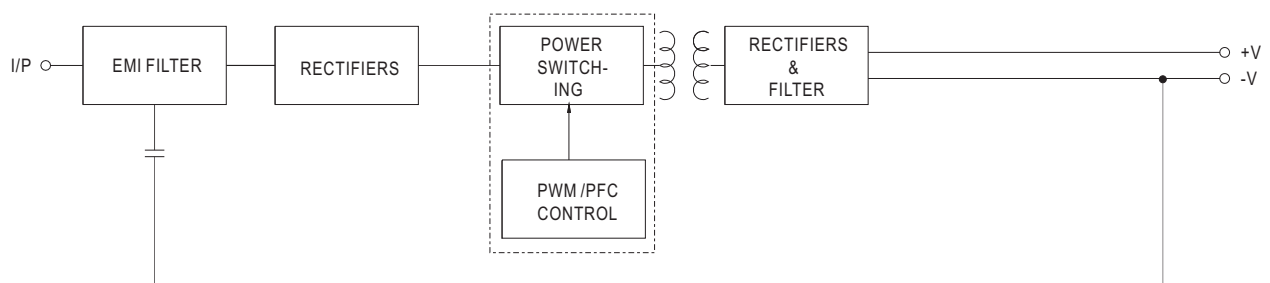 I/P
EMI FILTER
RECTIFIERS
POWER
SWITCH-
ING
PWM/PFC
CONTROL
RECTIFIERS
&
FILTER
+V
-V